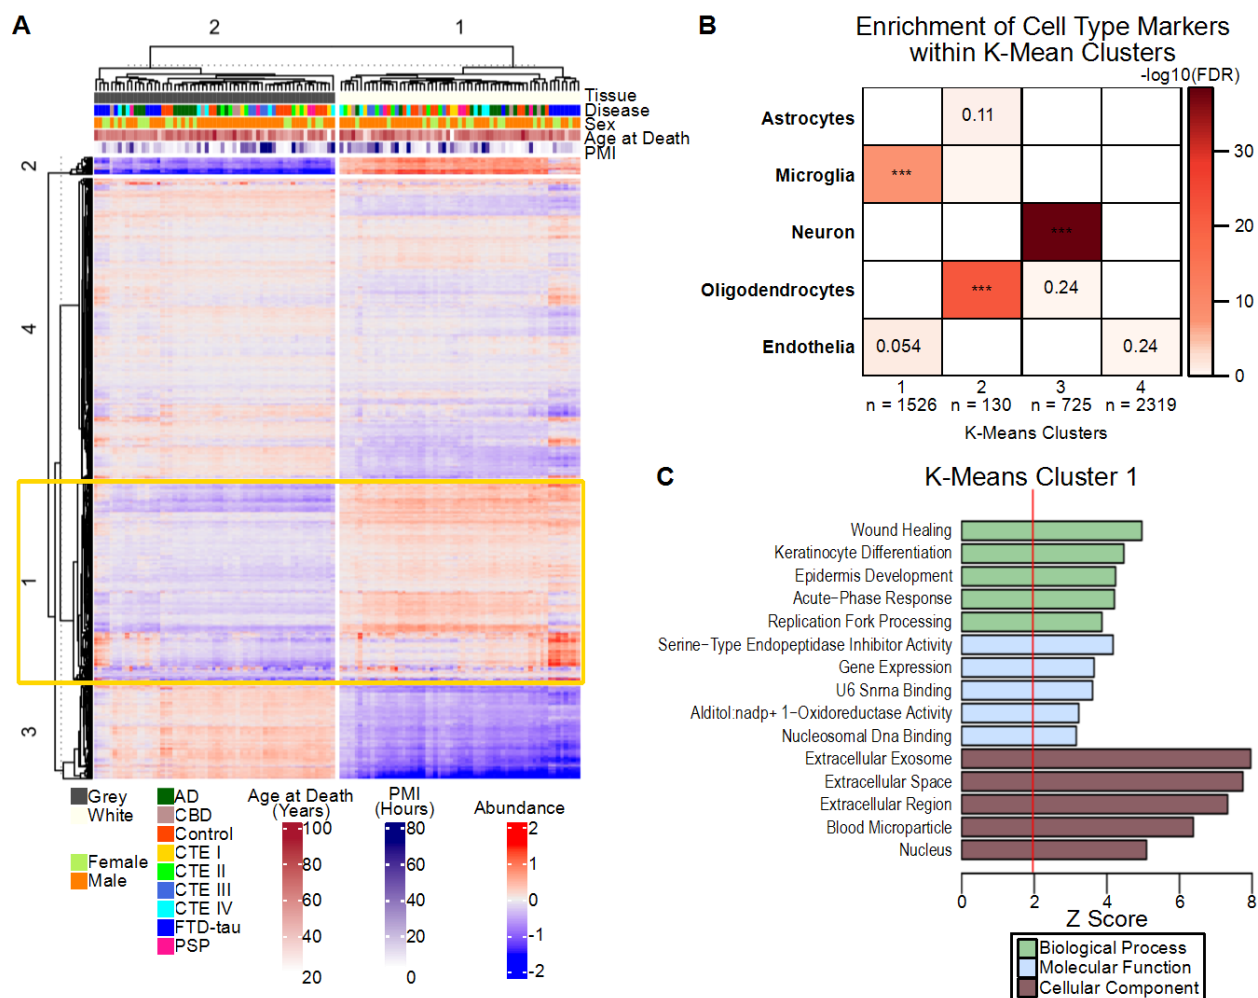 A
2
1
Tissue
Disease
Sex
Age at Death
PMI
2
4
1
3
Grey
White
Female
Male
AD
CBD
Control
CTE I
CTE II
CTE III
CTE IV
FTD-tau
PSP
Age at Death
(Years)
100
80
60
40
20
PMI
(Hours)
80
60
40
20
0
Abundance
2
1
0
-1
-2
B
Enrichment of Cell Type Markers
within K-Mean Clusters
-log10(FDR)
Astrocytes
0.11
Microglia
***
Neuron
***
Oligodendrocytes
***
0.24
Endothelia
0.054
0.24
30
20
10
0
1 2 3 4
n = 1526 n = 130 n = 725 n = 2319
K-Means Clusters
C
K-Means Cluster 1
Wound Healing
Keratinocyte Differentiation
Epidermis Development
Acute-Phase Response
Replication Fork Processing
Serine-Type Endopeptidase Inhibitor Activity
Gene Expression
U6 Snrna Binding
Alditol:nadp+ 1-Oxidoreductase Activity
Nucleosomal Dna Binding
Extracellular Exosome
Extracellular Space
Extracellular Region
Blood Microparticle
Nucleus
0 2 4 6 8
Z Score
Biological Process
Molecular Function
Cellular Component